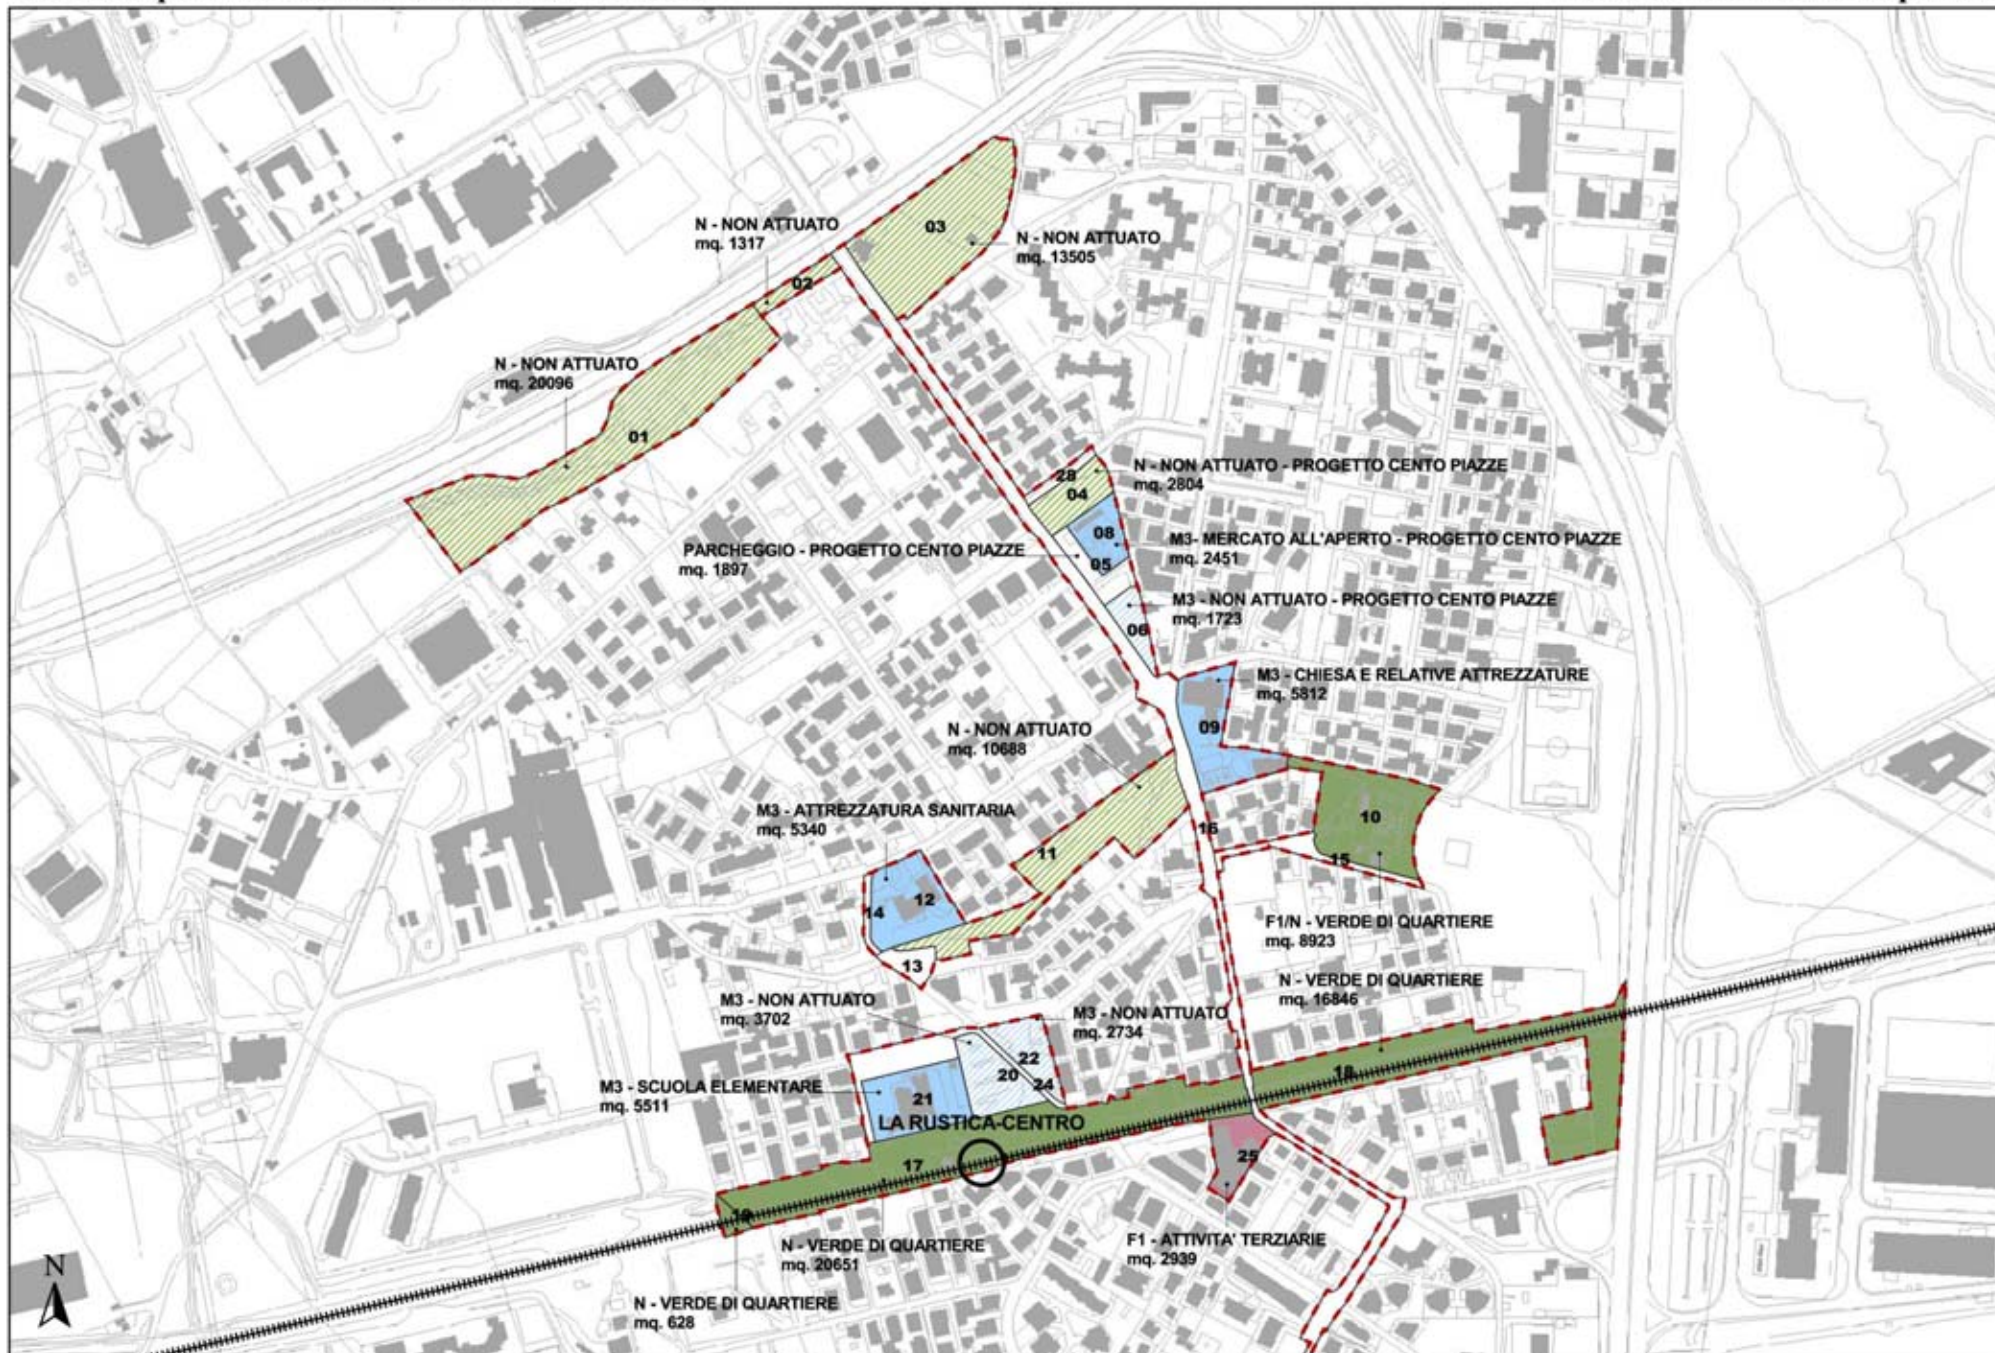 N - NON ATTUATO
mq. 1317
03
N - NON ATTUATO
mq. 13505
02
N - NON ATTUATO
mq. 20096
01
28
04
N - NON ATTUATO - PROGETTO CENTO PIAZZE
mq. 2804
08
M3- MERCATO ALL'APERTO - PROGETTO CENTO PIAZZE
mq. 2451
PARCHEGGIO - PROGETTO CENTO PIAZZE
mq. 1897
05
M3 - NON ATTUATO - PROGETTO CENTO PIAZZE
mq. 1723
06
M3 - CHIESA E RELATIVE ATTREZZATURE
mq. 5812
09
N - NON ATTUATO
mq. 10688
M3 - ATTREZZATURA SANITARIA
mq. 5340
16
10
11
15
12
14
F1/N - VERDE DI QUARTIERE
mq. 8923
13
N - VERDE DI QUARTIERE
mq. 16846
M3 - NON ATTUATO
mq. 3702
M3 - NON ATTUATO
mq. 2734
22
20
24
18
M3 - SCUOLA ELEMENTARE
mq. 5511
21
LA RUSTICA-CENTRO
17
25
19
N - VERDE DI QUARTIERE
mq. 20651
F1 - ATTIVITA' TERZIARIE
mq. 2939
N
N - VERDE DI QUARTIERE
mq. 628